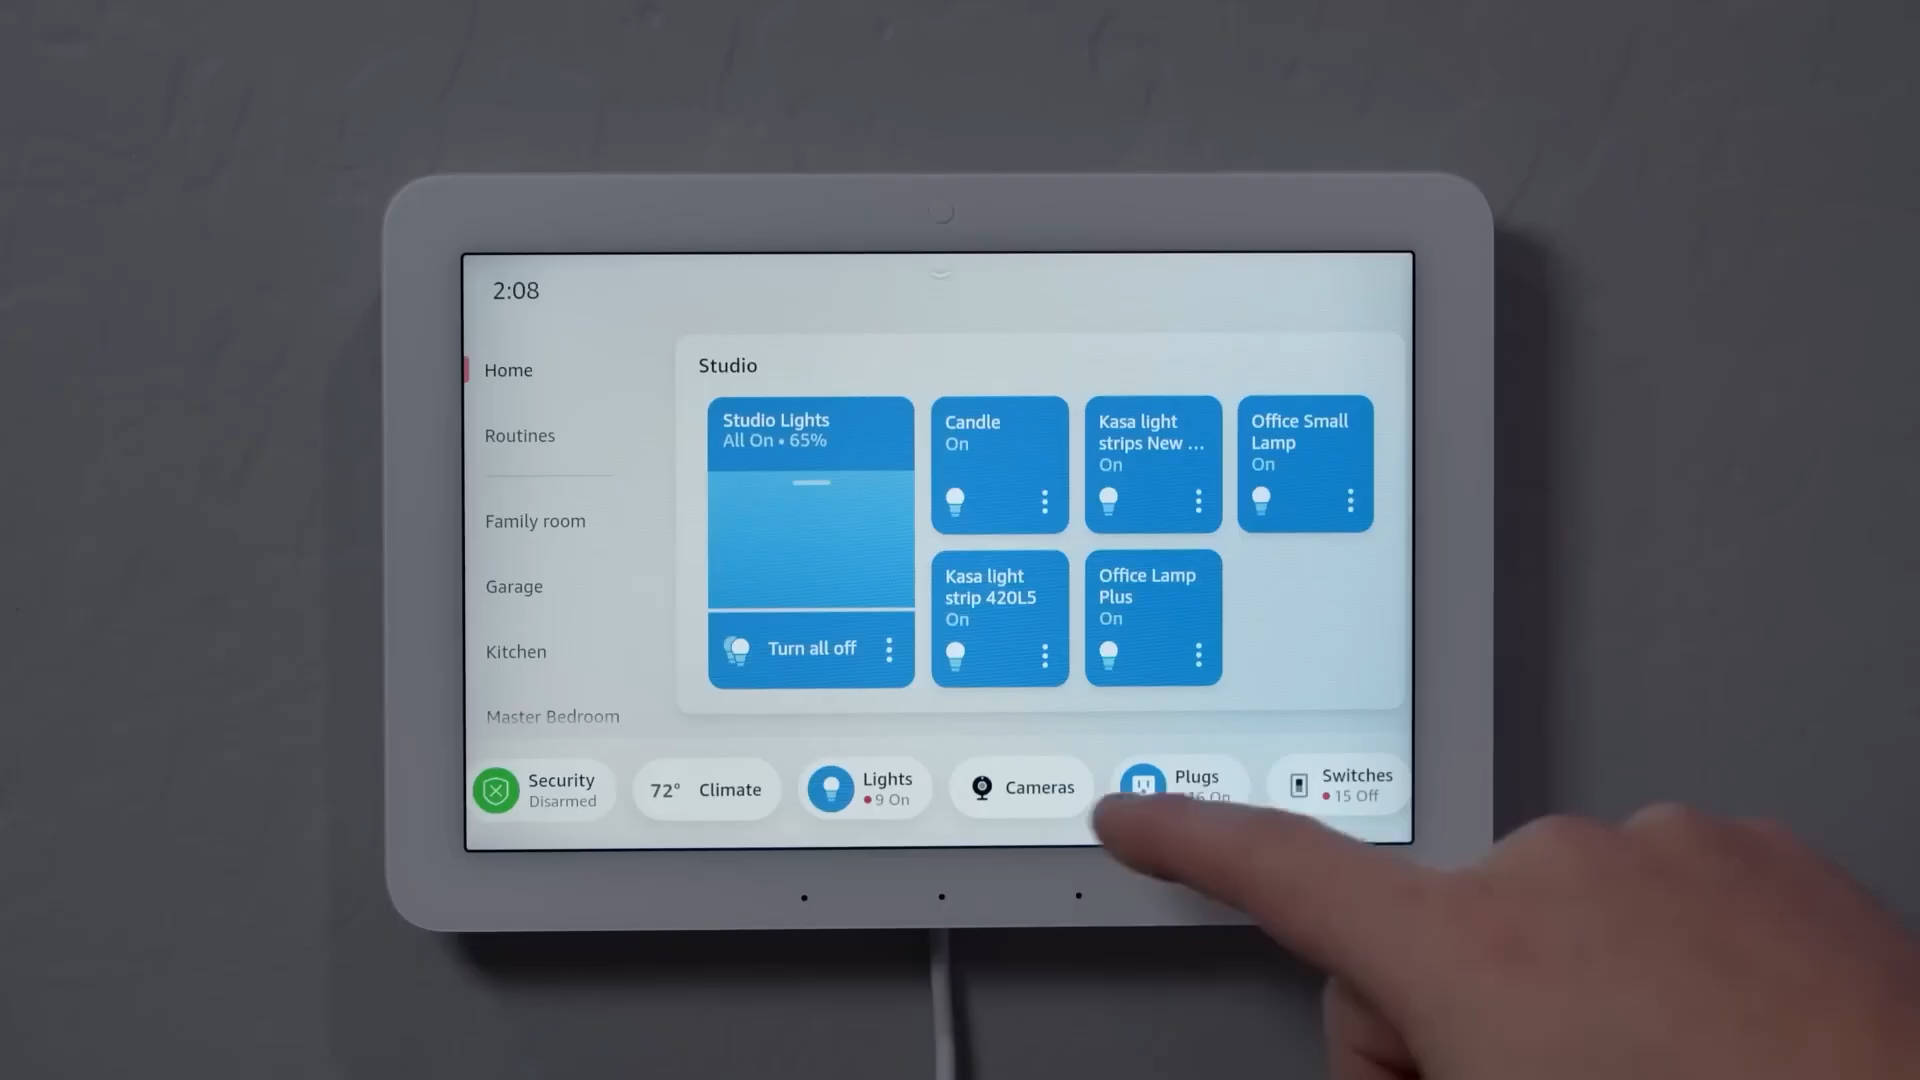 2:08
Home
Routines
Family room
Garage
Kitchen
Master Bedroom
Studio
Studio Lights
All On • 65%
Turn all off
Candle
On
Kasa light
strips New ...
On
Office Small
Lamp
On
Kasa light
strip 420L5
On
Office Lamp
Plus
On
Security
Disarmed
72° Climate
Lights
9 On
Cameras
Plugs
16 On
Switches
15 Off